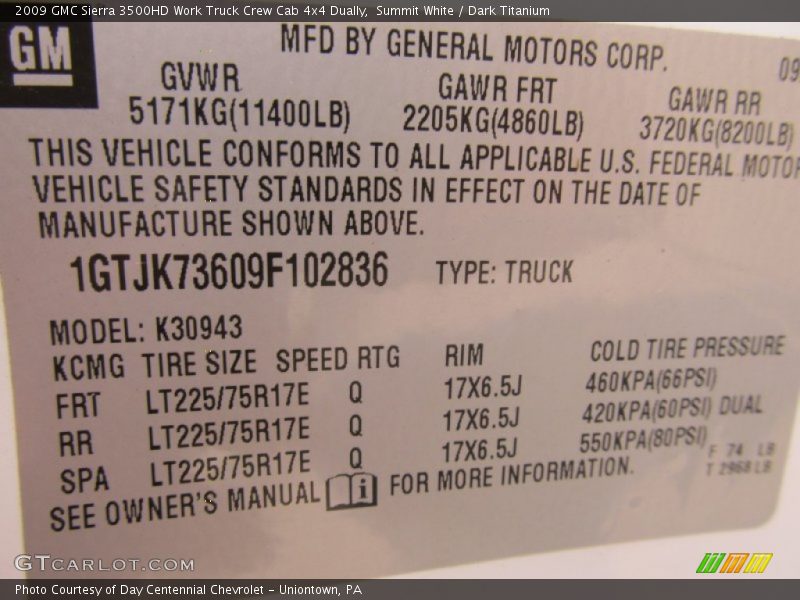 2009 GMC Sierra 3500HD Work Truck Crew Cab 4x4 Dually, Summit White / Dark Titanium
GM
MFD BY GENERAL MOTORS CORP.
09
GVWR GAWR FRT GAWR RR
5171KG(11400LB) 2205KG(4860LB) 3720KG(8200LB)
THIS VEHICLE CONFORMS TO ALL APPLICABLE U.S. FEDERAL MOTOR
VEHICLE SAFETY STANDARDS IN EFFECT ON THE DATE OF
MANUFACTURE SHOWN ABOVE.
1GTJK73609F102836 TYPE: TRUCK
MODEL: K30943
KCMG TIRE SIZE SPEED RTG RIM COLD TIRE PRESSURE
FRT LT225/75R17E Q 17X6.5J 460KPA(66PSI)
RR LT225/75R17E Q 17X6.5J 420KPA(60PSI) DUAL
SPA LT225/75R17E Q 17X6.5J 550KPA(80PSI)
F 74 LB
T 2968 LB
SEE OWNER'S MANUAL i FOR MORE INFORMATION.
GTCARLOT.COM
Photo Courtesy of Day Centennial Chevrolet - Uniontown, PA